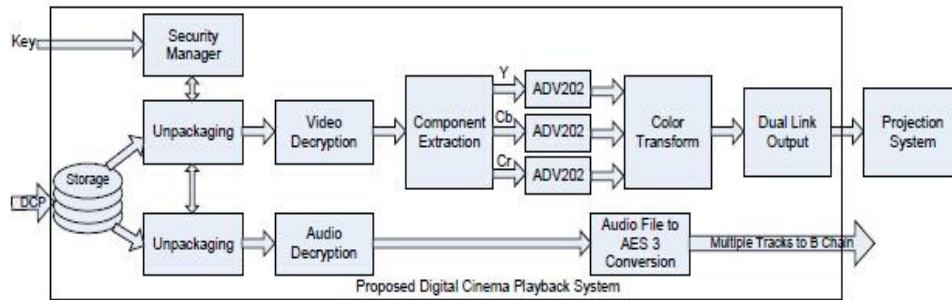 Key
Security
Manager
Unpackaging
Video
Decryption
Component
Extraction
Y
Cb
Cr
ADV202
ADV202
ADV202
Color
Transform
Dual Link
Output
Projection
System
DCP
Storage
Unpackaging
Audio
Decryption
Audio File to
AES 3
Conversion
Multiple Tracks to B Chain
Proposed Digital Cinema Playback System